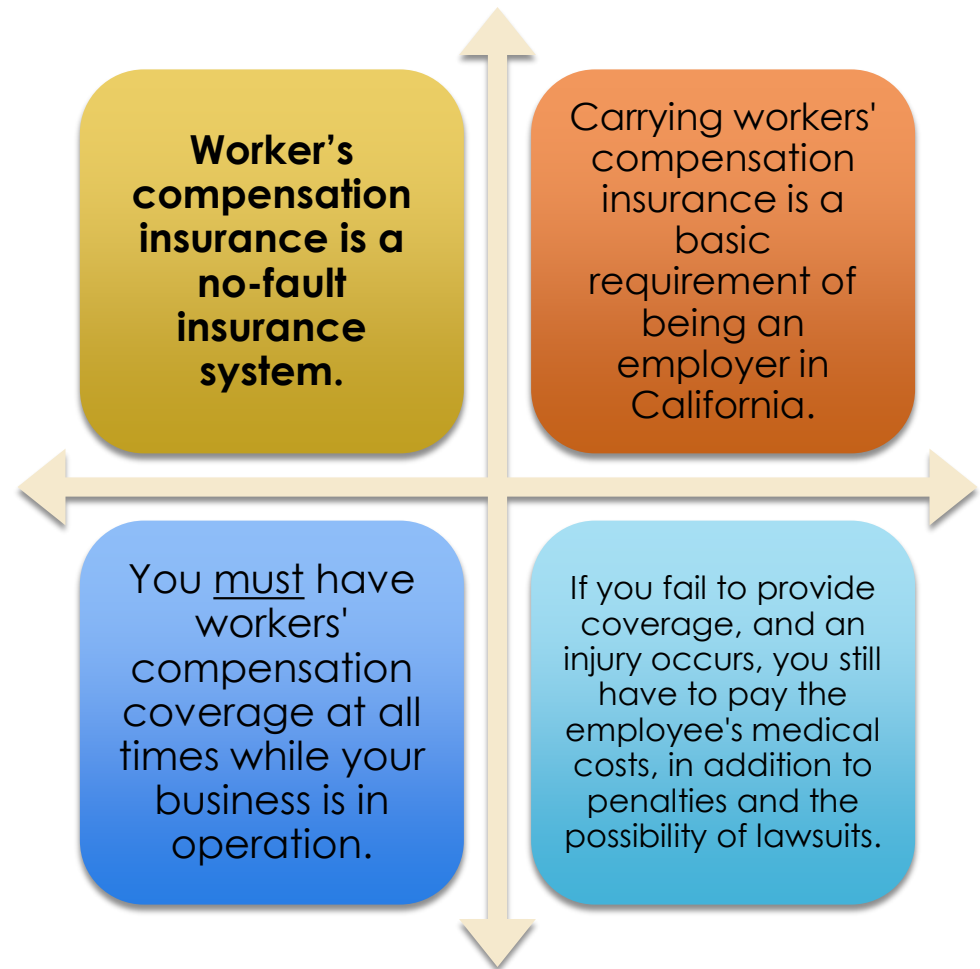 Worker’s
compensation
insurance is a
no-fault
insurance
system.
Carrying workers'
compensation
insurance is a
basic
requirement of
being an
employer in
California.
You must have
workers'
compensation
coverage at all
times while your
business is in
operation.
If you fail to provide
coverage, and an
injury occurs, you still
have to pay the
employee's medical
costs, in addition to
penalties and the
possibility of lawsuits.